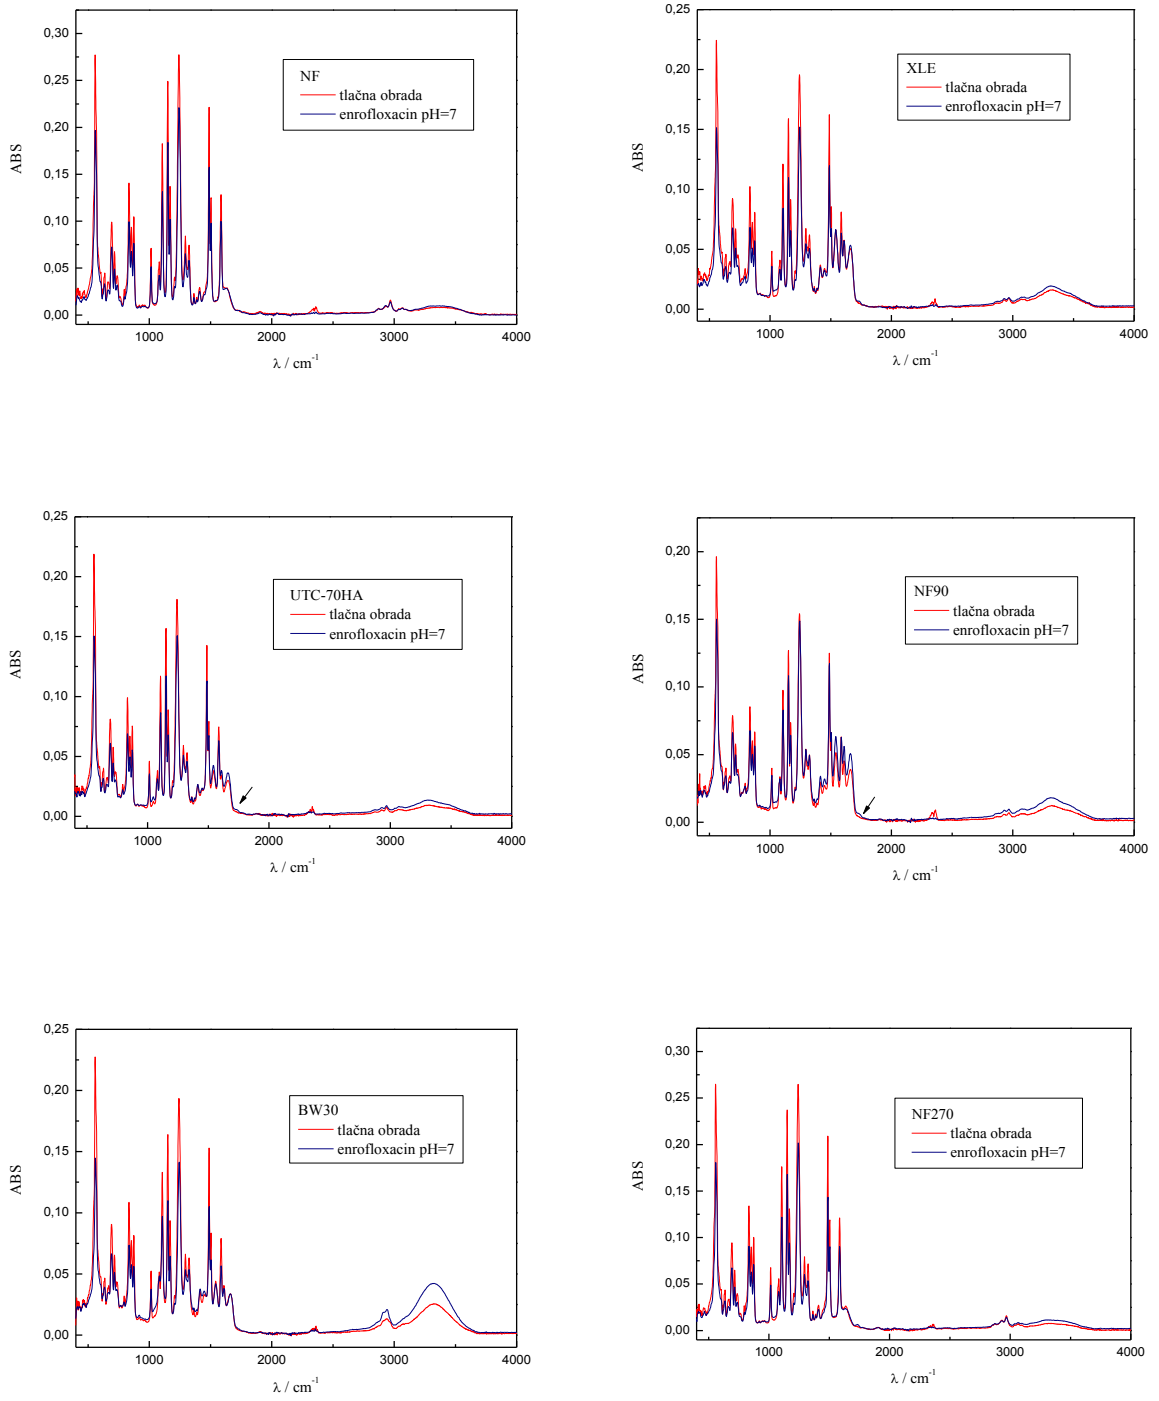 0,30
0,25
0,20
0,15
0,10
0,05
0,00
ABS
NF
tlačna obrada
enrofloxacin pH=7
1000 2000 3000 4000
λ / cm-1
0,25
0,20
0,15
0,10
0,05
0,00
ABS
XLE
tlačna obrada
enrofloxacin pH=7
1000 2000 3000 4000
λ / cm-1
0,25
0,20
0,15
0,10
0,05
0,00
ABS
UTC-70HA
tlačna obrada
enrofloxacin pH=7
1000 2000 3000 4000
λ / cm-1
0,20
0,15
0,10
0,05
0,00
ABS
NF90
tlačna obrada
enrofloxacin pH=7
1000 2000 3000 4000
λ / cm-1
0,25
0,20
0,15
0,10
0,05
0,00
ABS
BW30
tlačna obrada
enrofloxacin pH=7
1000 2000 3000 4000
λ / cm-1
0,30
0,25
0,20
0,15
0,10
0,05
0,00
ABS
NF270
tlačna obrada
enrofloxacin pH=7
1000 2000 3000 4000
λ / cm-1